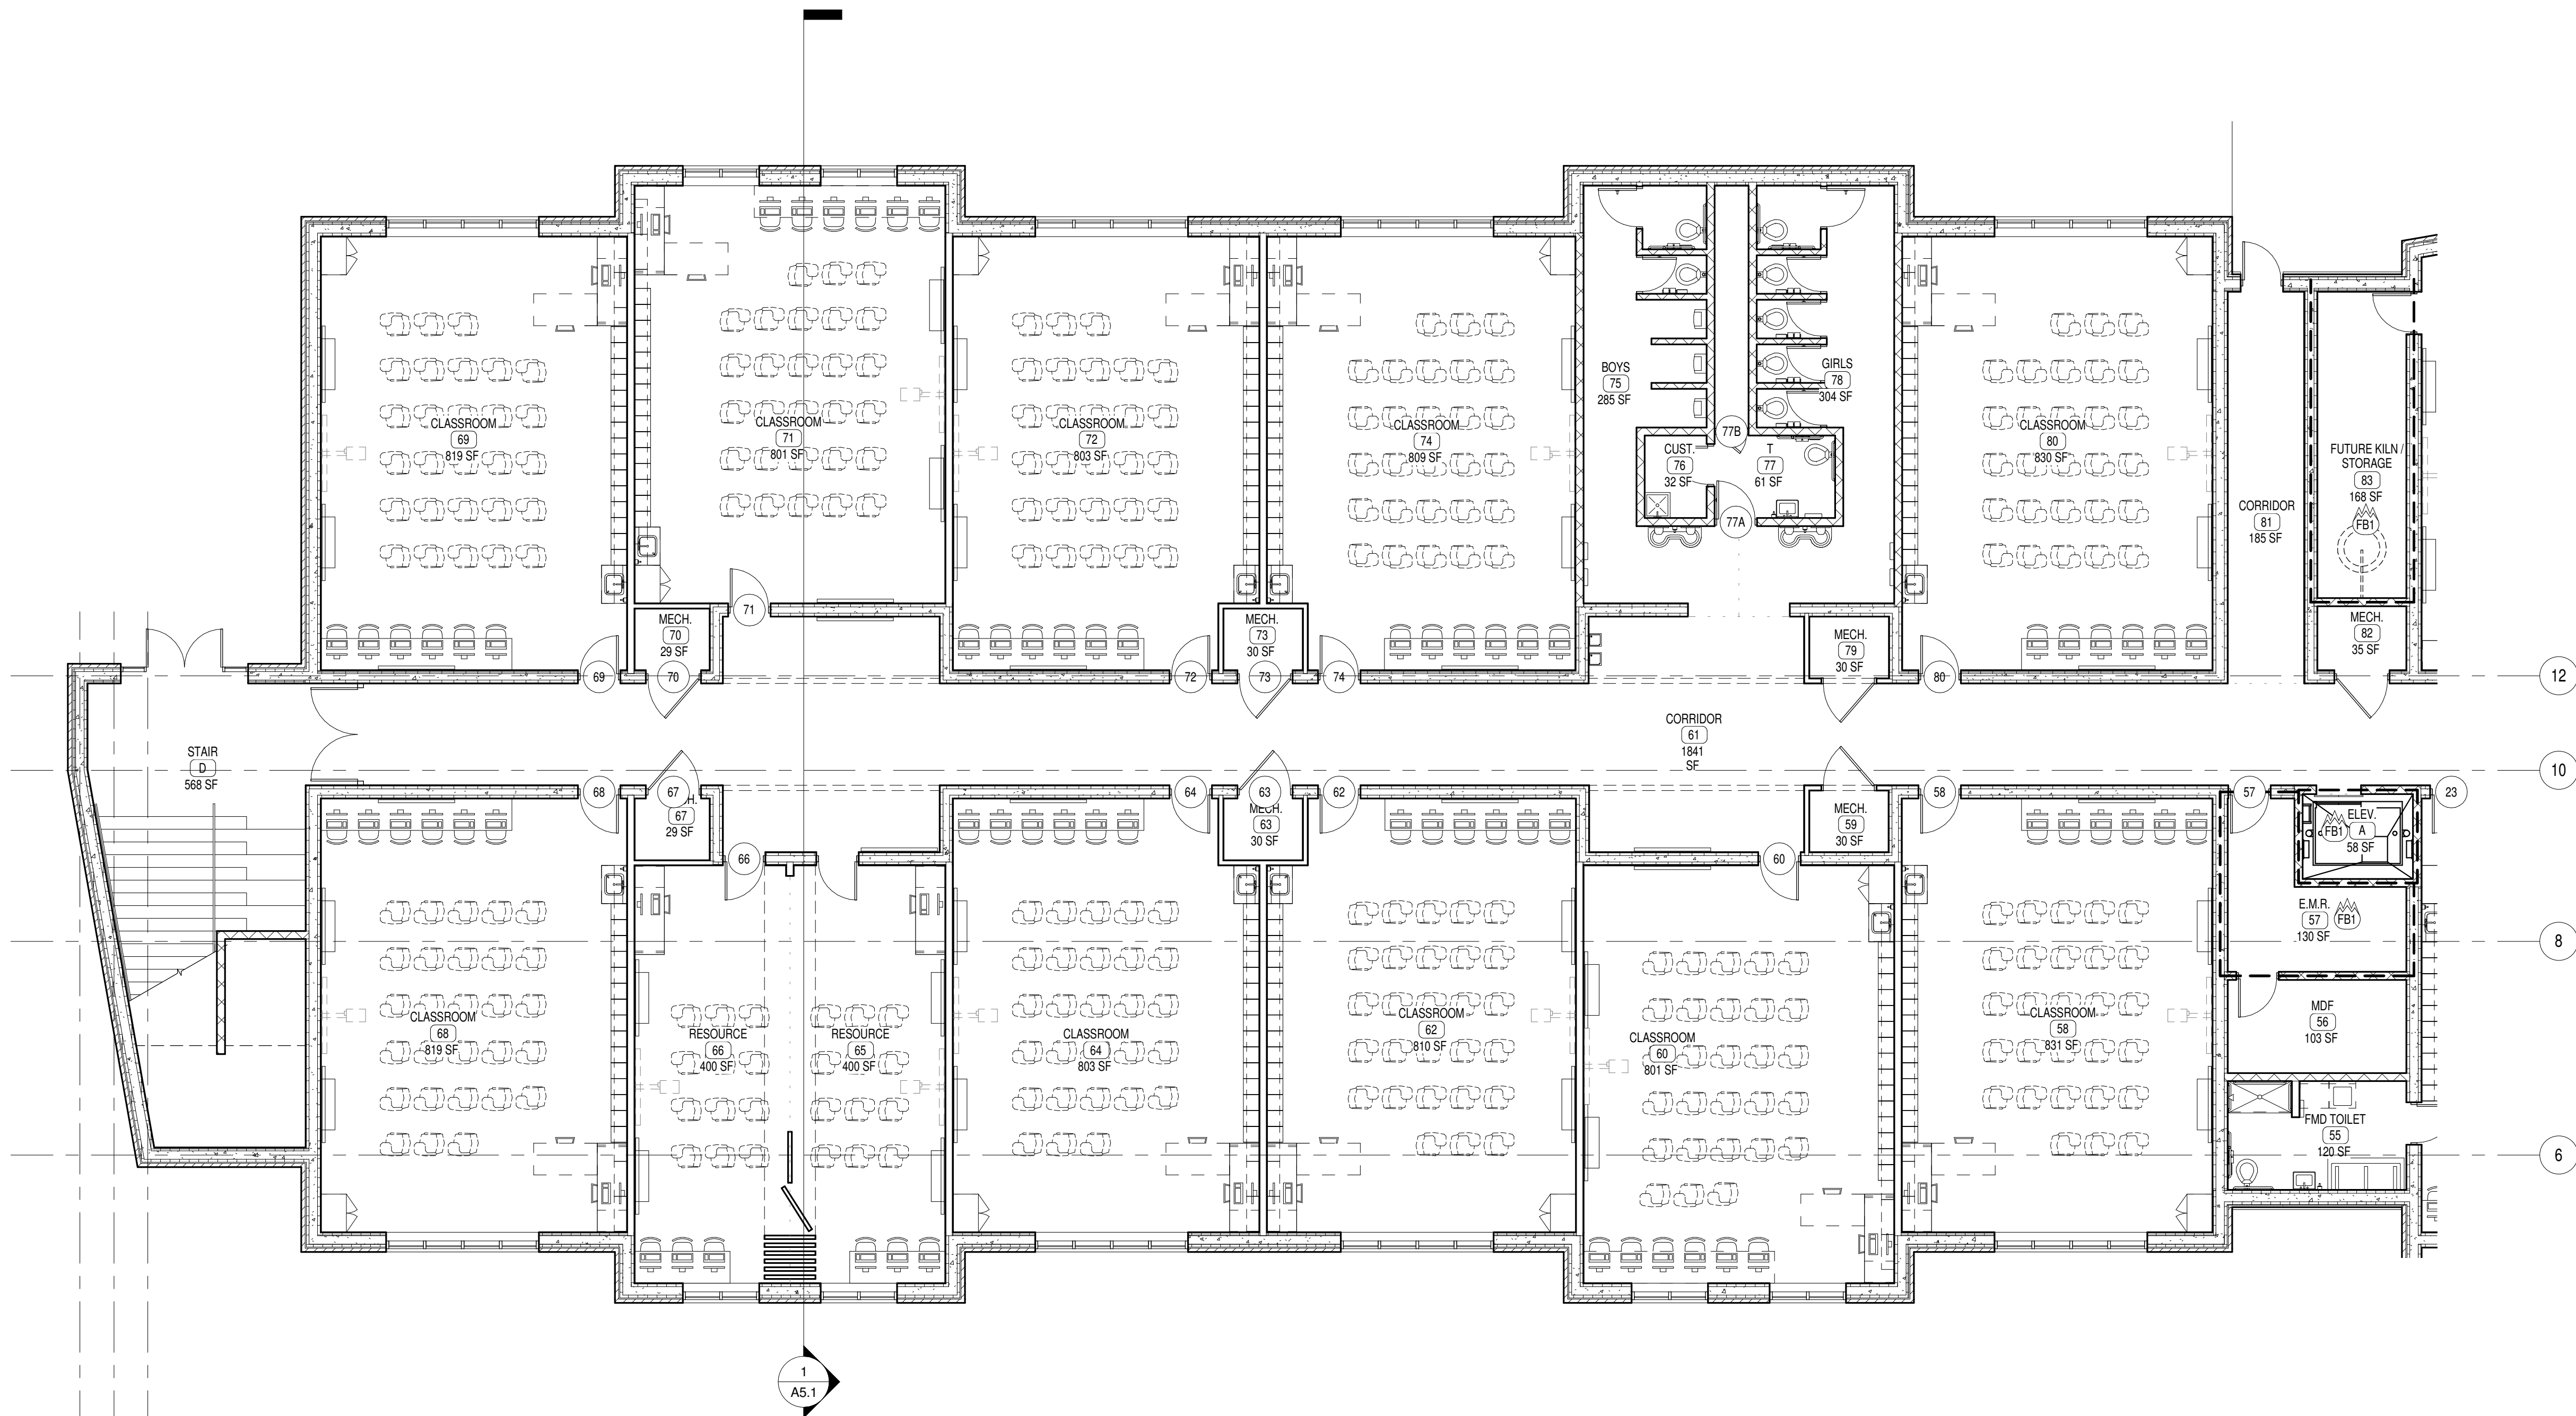 BOYS
75
285 SF
GIRLS
78
304 SF
CLASSROOM
69
819 SF
CLASSROOM
71
801 SF
CLASSROOM
72
803 SF
CLASSROOM
74
809 SF
77B
CUST.
76
32 SF
T
77
61 SF
77A
CLASSROOM
80
830 SF
CORRIDOR
81
185 SF
FUTURE KILN /
STORAGE
83
168 SF
FB1
71
MECH.
70
29 SF
MECH.
73
30 SF
MECH.
79
30 SF
MECH.
82
35 SF
69
70
72
73
74
80
12
STAIR
D
568 SF
CORRIDOR
61
1841
SF
10
68
67
H.
67
29 SF
64
63
MECH.
63
30 SF
62
MECH.
59
30 SF
58
57
23
ELEV.
A
58 SF
FB1
66
60
E.M.R.
57
130 SF
FB1
8
CLASSROOM
68
819 SF
RESOURCE
66
400 SF
RESOURCE
65
400 SF
CLASSROOM
64
803 SF
CLASSROOM
62
810 SF
CLASSROOM
60
801 SF
CLASSROOM
58
831 SF
MDF
56
103 SF
FMD TOILET
55
120 SF
6
1
A5.1